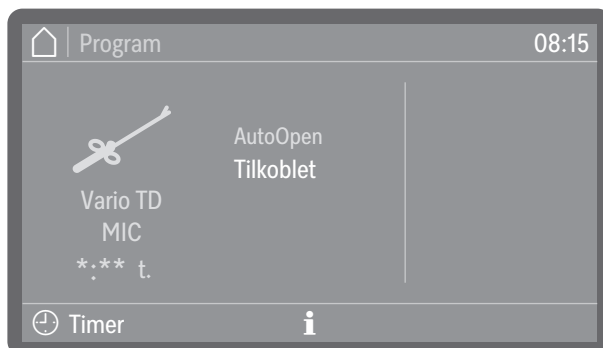 Program 08:15
AutoOpen
Tilkoblet
Vario TD
MIC
*:** t.
Timer i